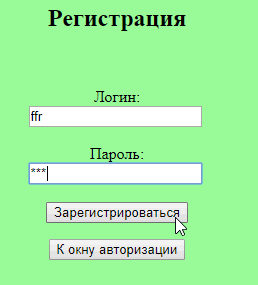 Регистрация
Логин:
ffr
Пароль:
***
Зарегистрироваться
К окну авторизации